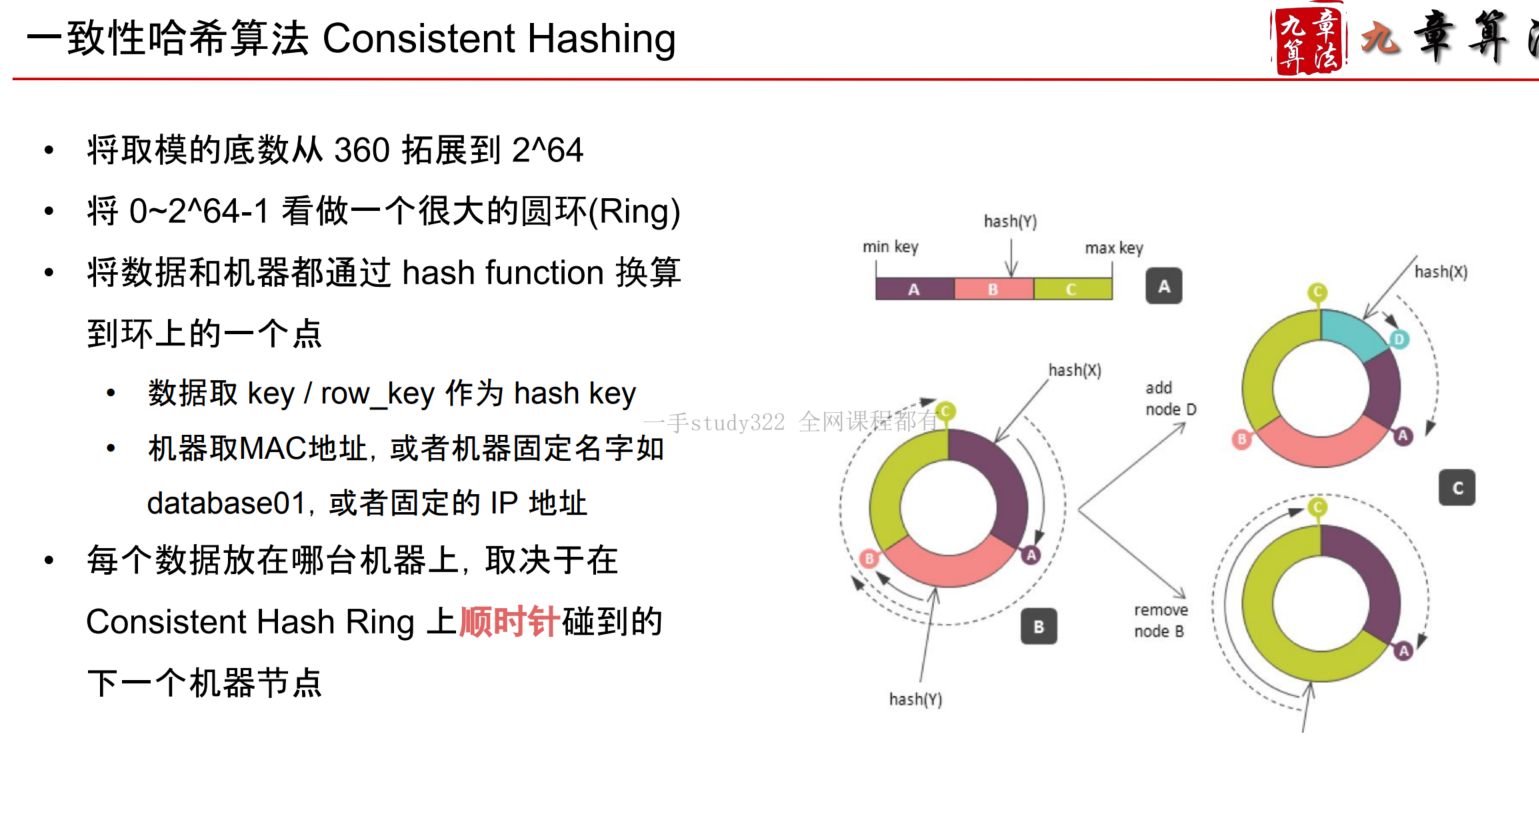 一致性哈希算法 Consistent Hashing
九章
算法
九章算
• 将取模的底数从 360 拓展到 2^64
• 将 0~2^64-1 看做一个很大的圆环(Ring)
• 将数据和机器都通过 hash function 换算
到环上的一个点
• 数据取 key / row_key 作为 hash key
• 机器取MAC地址，或者机器固定名字如
database01，或者固定的 IP 地址
• 每个数据放在哪台机器上，取决于在
Consistent Hash Ring 上顺时针碰到的
下一个机器节点
一手study322 全网课程都有
hash(Y)
min key
max key
A
B
C
A
hash(X)
C
A
B
hash(Y)
B
add
node D
remove
node B
hash(X)
C
D
A
B
C
C
A